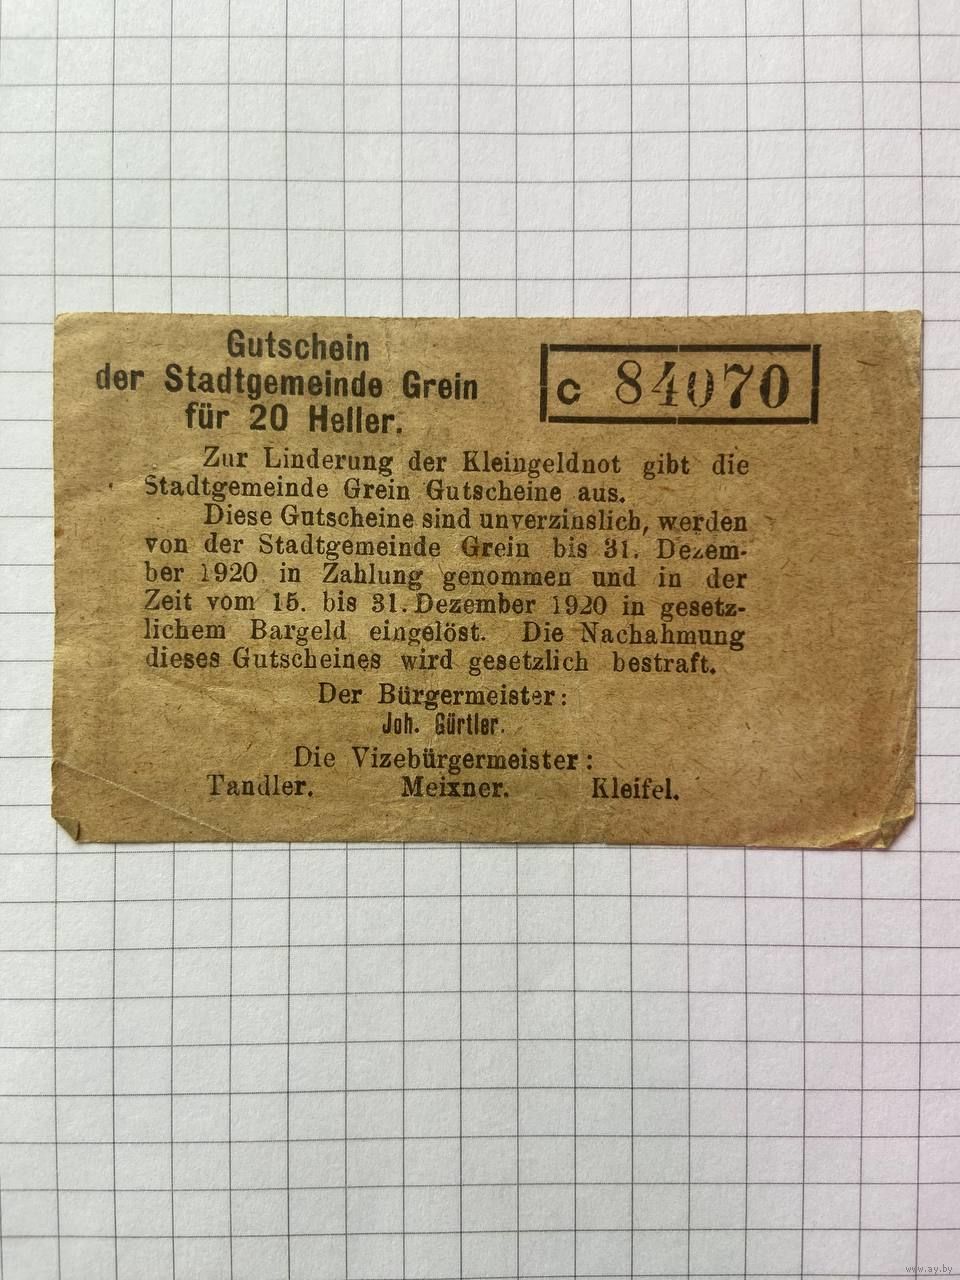 Gutschein
der Stadtgemeinde Grein
für 20 Heller.
c 84070
Zur Linderung der Kleingeldnot gibt die
Stadtgemeinde Grein Gutscheine aus.
Diese Gutscheine sind unverzinslich, werden
von der Stadtgemeinde Grein bis 31. Dezem-
ber 1920 in Zahlung genommen und in der
Zeit vom 15. bis 31. Dezember 1920 in gesetz-
lichem Bargeld eingelöst. Die Nachahmung
dieses Gutscheines wird gesetzlich bestraft.
Der Bürgermeister:
Joh. Gürtler.
Die Vizebürgermeister:
Tandler. Meixner. Kleifel.
www.ay.by